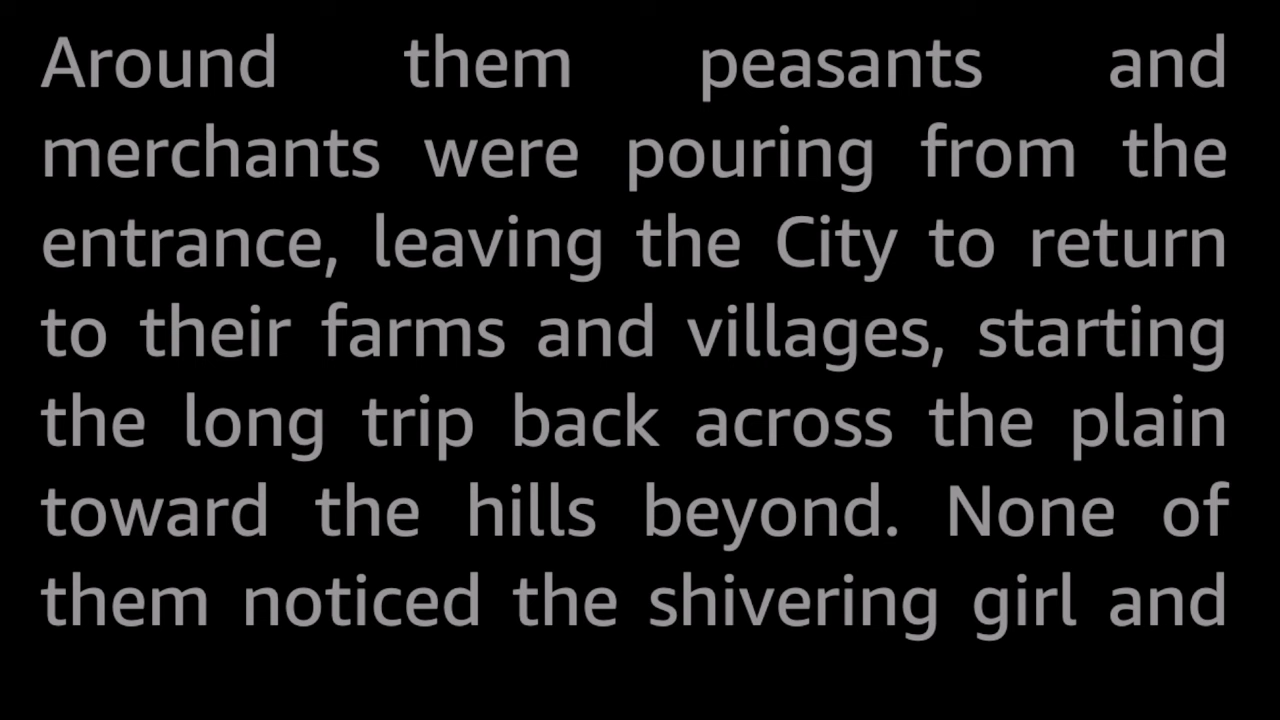 Around them peasants and
merchants were pouring from the
entrance, leaving the City to return
to their farms and villages, starting
the long trip back across the plain
toward the hills beyond. None of
them noticed the shivering girl and